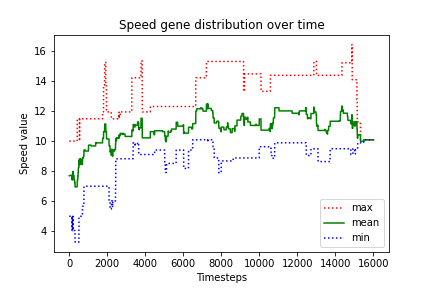 Speed gene distribution over time
Speed value
16
14
12
10
8
6
4
0 2000 4000 6000 8000 10000 12000 14000 16000
Timesteps
max
mean
min